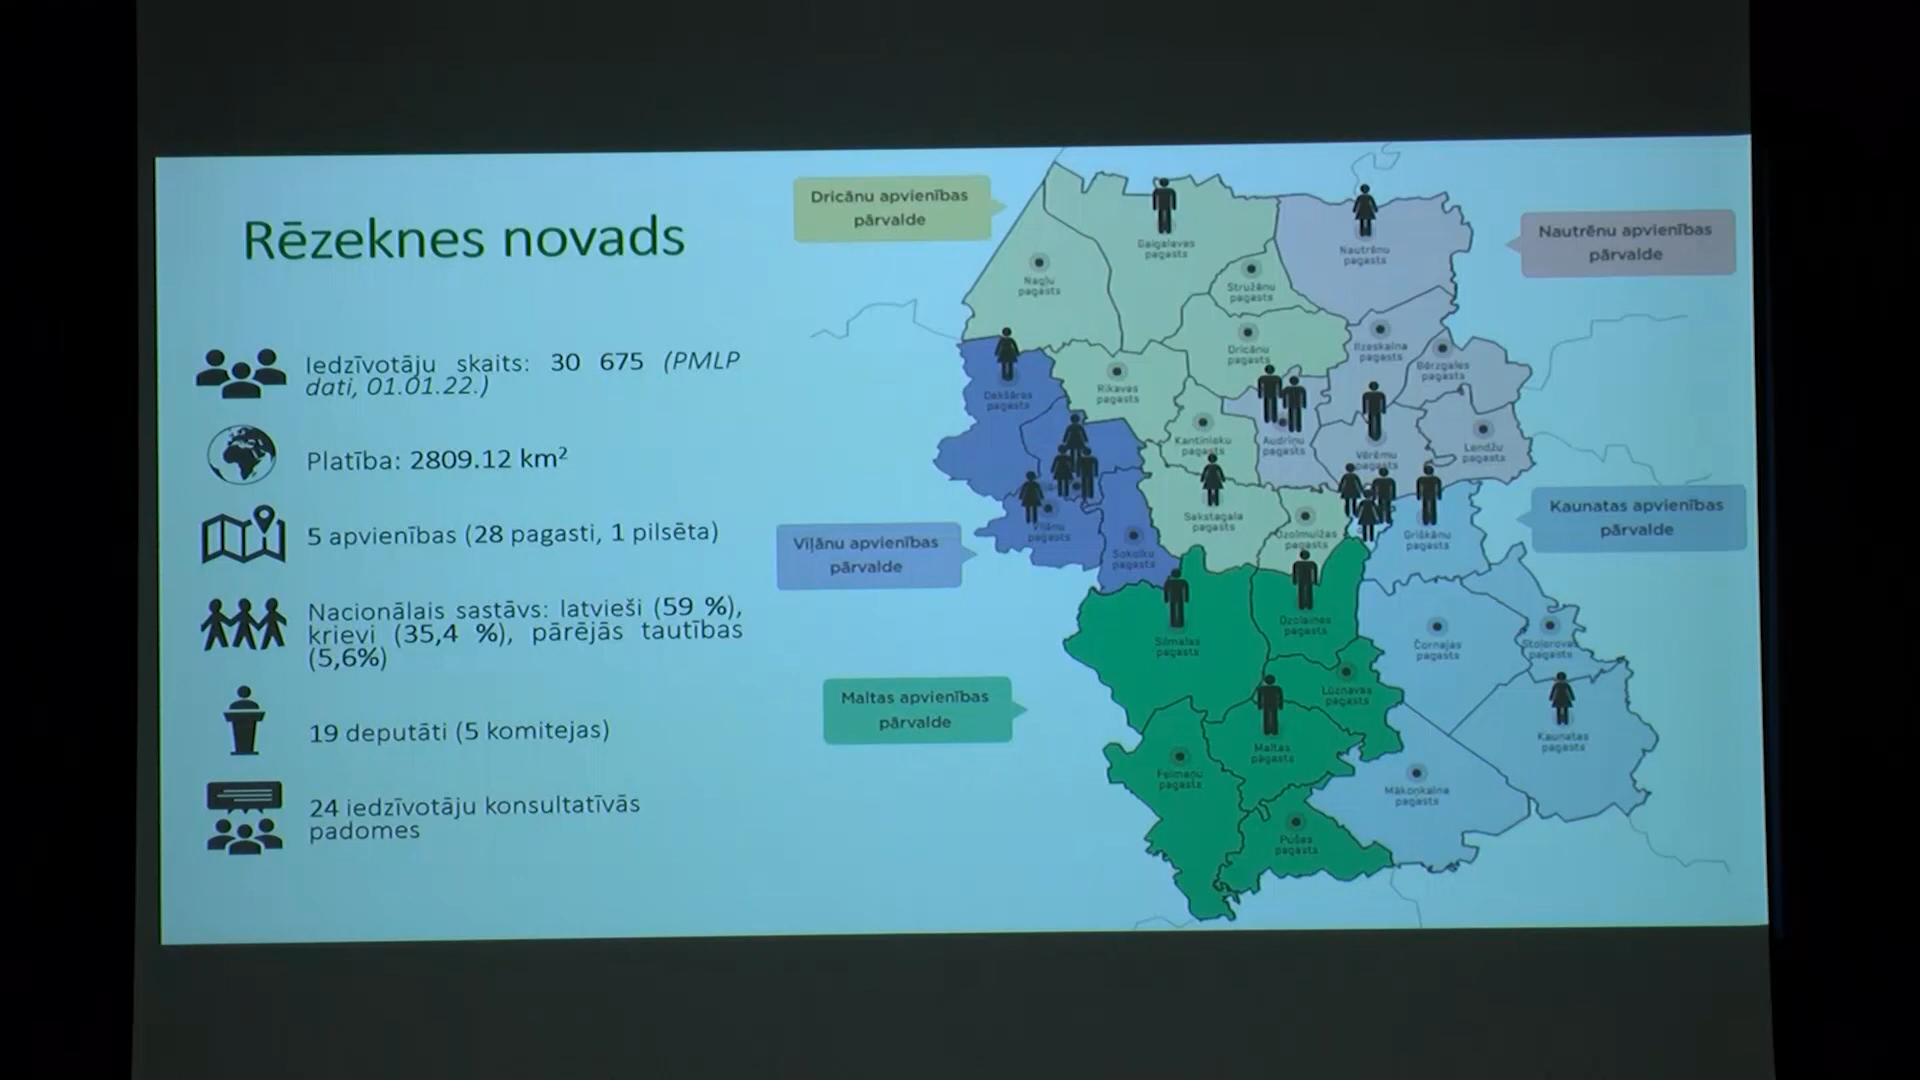 Rēzeknes novads
Iedzīvotāju skaits: 30 675 (PMLP
dati, 01.01.22.)
Platība: 2809.12 km²
5 apvienības (28 pagasti, 1 pilsēta)
Nacionālais sastāvs: latvieši (59 %),
krievi (35,4 %), pārējās tautības
(5,6%)
19 deputāti (5 komitejas)
24 iedzīvotāju konsultatīvās
padomes
Dricānu apvienības
pārvalde
Nautrēnu apvienības
pārvalde
Viļānu apvienības
pārvalde
Kaunatas apvienības
pārvalde
Maltas apvienības
pārvalde
Gaigalavas
pagasts
Nautrēnu
pagasts
Nagļu
pagasts
Stružānu
pagasts
Dricānu
pagasts
Ilzeskalna
pagasts
Bērzgales
pagasts
Dekšāres
pagasts
Rikavas
pagasts
Kantinieku
pagasts
Audriņu
pagasts
Vērēmu
pagasts
Lendžu
pagasts
Viļānu
pagasts
Sokolku
pagasts
Sakstagala
pagasts
Ozolmuižas
pagasts
Griškānu
pagasts
Silmalas
pagasts
Ozolaines
pagasts
Čornajas
pagasts
Stoļerovas
pagasts
Lūznavas
pagasts
Maltas
pagasts
Kaunatas
pagasts
Feimaņu
pagasts
Mākoņkalna
pagasts
Pušas
pagasts